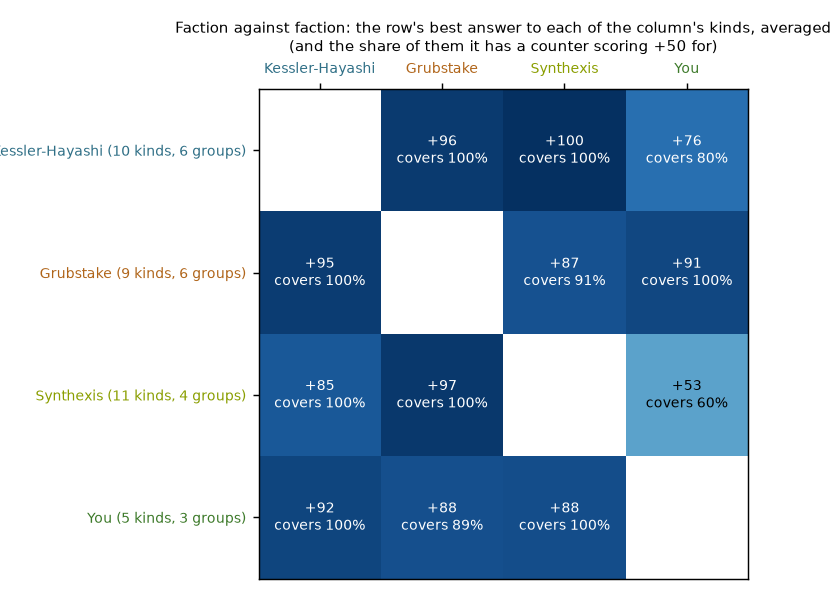 Faction against faction: the row's best answer to each of the column's kinds, averaged
(and the share of them it has a counter scoring +50 for)
Kessler-Hayashi Grubstake Synthexis You
essler-Hayashi (10 kinds, 6 groups)
+96
covers 100%
+100
covers 100%
+76
covers 80%
Grubstake (9 kinds, 6 groups)
+95
covers 100%
+87
covers 91%
+91
covers 100%
Synthexis (11 kinds, 4 groups)
+85
covers 100%
+97
covers 100%
+53
covers 60%
You (5 kinds, 3 groups)
+92
covers 100%
+88
covers 89%
+88
covers 100%